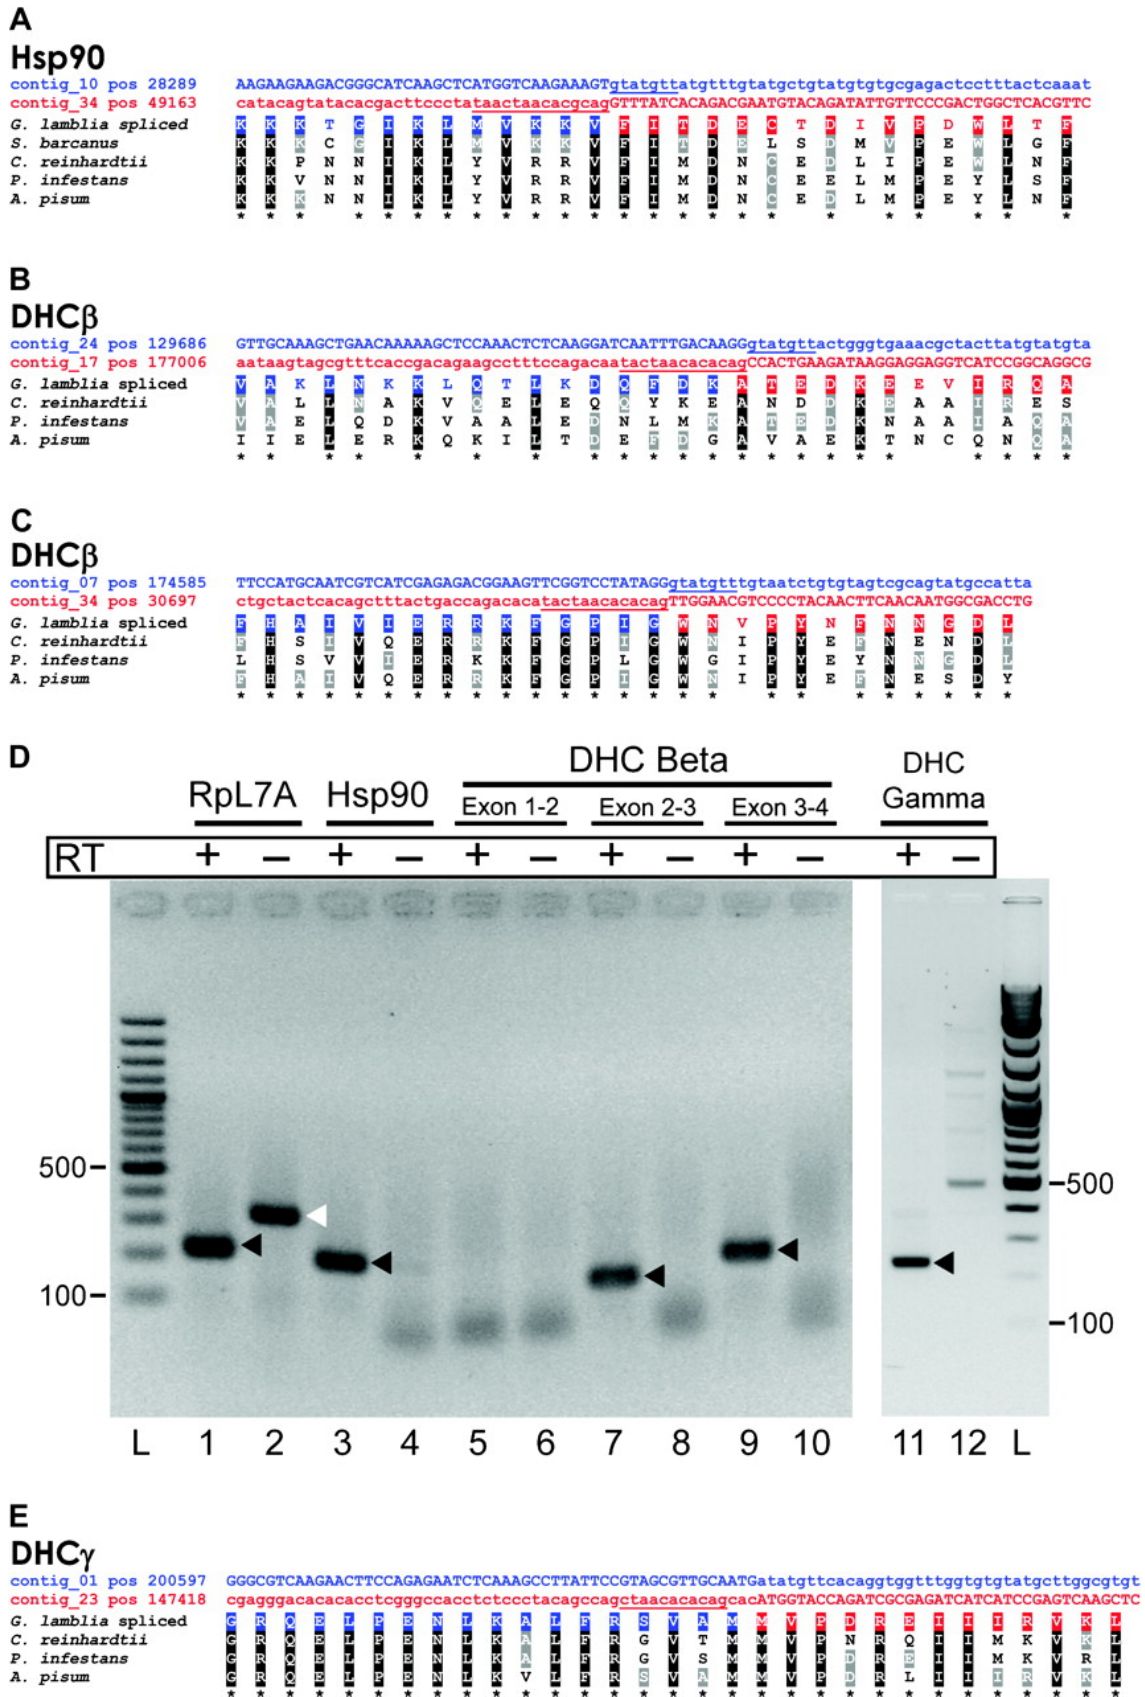 A
Hsp90
contig_10 pos 28289 AAGAAGAAGACGGGCATCAAGCTCATGGTCAAGAAAGTgtatgttatgtttgtatgctgtatgtgtgcgagactcctttactcaaat
contig_34 pos 49163 catacagtatacacgacttccctataactaacacgcagGTTTATCACAGACGAATGTACAGATATTGTTCCCGACTGGCTCACGTTC
G. lamblia spliced K K K T G I K L M V K K V F I T D E C T D I V P D W L T F
S. barcanus K K K C G I K L M V K K V F I T D E L S D M V P E W L G F
C. reinhardtii K K P N N I K L Y V R R V F I M D N C E D L I P E W L N F
P. infestans K K V N N I K L Y V R R V F I M D N C E E L M P E Y L S F
A. pisum K K K N N I K L Y V R R V F I M D N C E D L M P E Y L N F
* * * * * * * * * * * * * * * * * * * * * * * *
B
DHCβ
contig_24 pos 129686 GTTGCAAAGCTGAACAAAAAGCTCCAAACTCTCAAGGATCAATTTGACAAGGgtatgttactgggtgaaacgctacttatgtatgta
contig_17 pos 177006 aataagtagcgtttcaccgacagaagcctttccagacaatactaacacacagCCACTGAAGATAAGGAGGAGGTCATCCGGCAGGCG
G. lamblia spliced V A K L N K K L Q T L K D Q F D K A T E D K E E V I R Q A
C. reinhardtii V A L L N A K V Q E L E Q Q Y K E A N D D K E A A I R E S
P. infestans V A E L Q D K V A A L E D N L M K A T E D K N A A I A Q A
A. pisum I I E L E R K Q K I L T D E F D G A V A E K T N C Q N Q A
* * * * * * * * * * * * * * * * * * * * * *
C
DHCβ
contig_07 pos 174585 TTCCATGCAATCGTCATCGAGAGACGGAAGTTCGGTCCTATAGGgtatgtttgtaatctgtgtagtcgcagtatgccatta
contig_34 pos 30697 ctgctactcacagctttactgaccagacacatactaacacacagTTGGAACGTCCCCTACAACTTCAACAATGGCGACCTG
G. lamblia spliced F H A I V I E R R K F G P I G W N V P Y N F N N G D L
C. reinhardtii F H S I V Q E R R K F G P I G W N I P Y E F N E N D L
P. infestans L H S V V I E R K K F G P L G W G I P Y E Y N N G D L
A. pisum F H A I V Q E R R K F G P I G W N I P Y E F N E S D Y
* * * * * * * * * * * * * * * * * * * * * * * * *
D
DHC Beta
DHC Gamma
RpL7A Hsp90 Exon 1-2 Exon 2-3 Exon 3-4
RT + − + − + − + − + − + −
500 500
100 100
L 1 2 3 4 5 6 7 8 9 10 11 12 L
E
DHCγ
contig_01 pos 200597 GGGCGTCAAGAACTTCCAGAGAATCTCAAAGCCTTATTCCGTAGCGTTGCAATGatatgttcacaggtggtttggtgtatgcttggcgtgt
contig_23 pos 147418 cgagggacacacacctcgggccacctctccctacagccagctaacacacagcacATGGTACCAGATCGCGAGATCATCATCCGAGTCAAGCTC
G. lamblia spliced G R Q E L P E N L K A L F R S V A M M V P D R E I I I R V K L
C. reinhardtii G R Q E L P E N L K A L F R G V T M M V P N R Q I I M K V K L
P. infestans G R Q E L P E N L K A L F R G V S M M V P D R E I I M K V R L
A. pisum G R Q E L P E N L K V L F R S V A M M V P D R L I I I R V K L
* * * * * * * * * * * * * * * * * * * * * * * * * * * * * * *